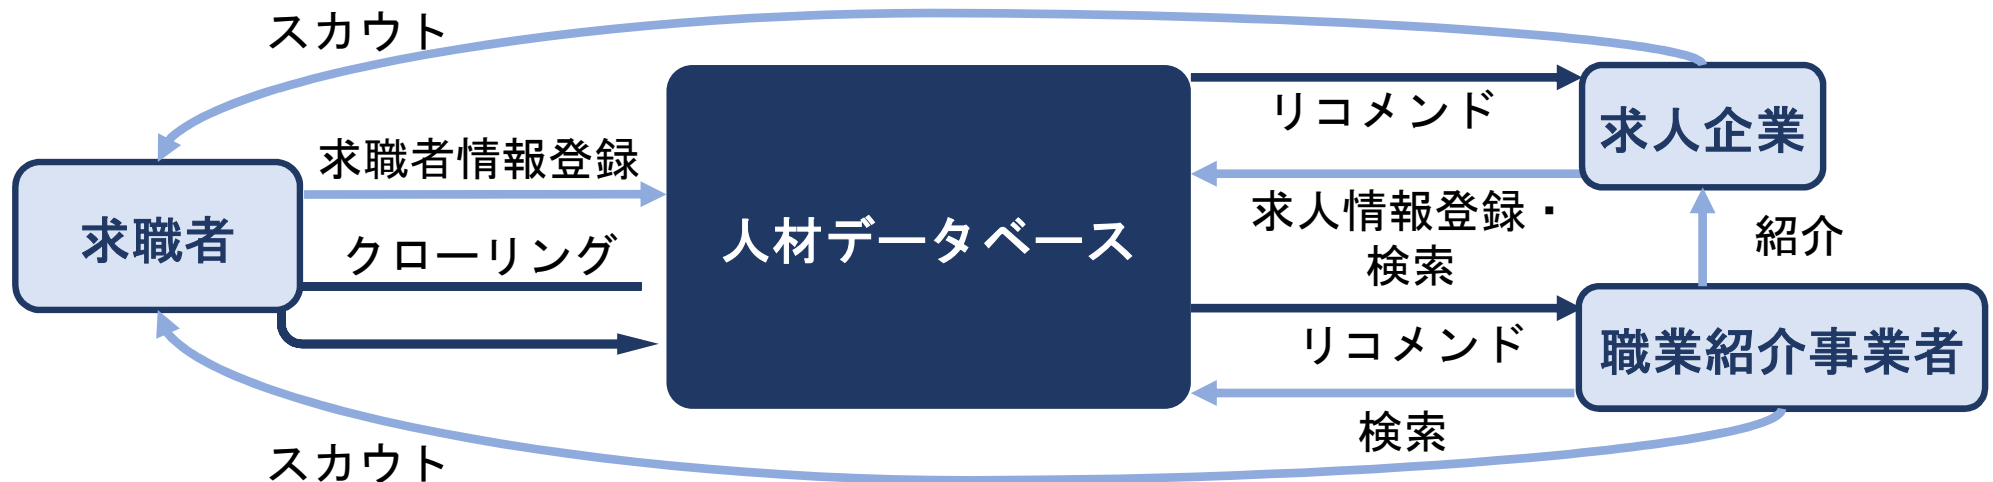 スカウト
求職者情報登録
求職者
クローリング
人材データベース
リコメンド
求人企業
求人情報登録・
検索
紹介
リコメンド
職業紹介事業者
検索
スカウト